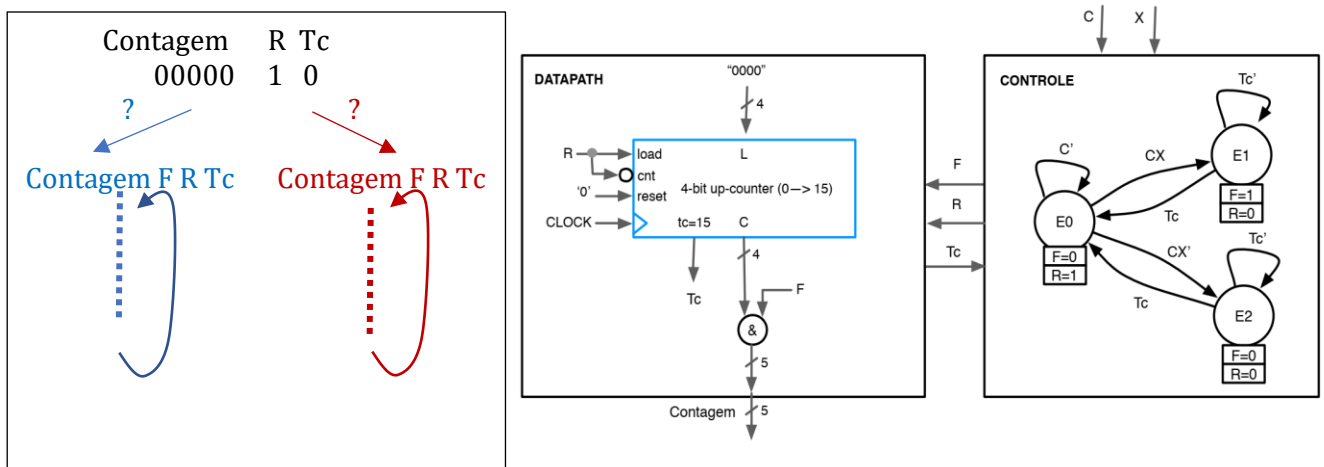 Contagem R Tc
00000 1 0
? ?
Contagem F R Tc Contagem F R Tc
DATAPATH
"0000"
4
R
load
L
cnt
'0'
reset
4-bit up-counter (0—> 15)
CLOCK
tc=15
C
4
Tc
F
&
5
Contagem
5
F
R
Tc
C X
CONTROLE
Tc'
E1
F=1
R=0
C'
CX
E0
Tc
F=0
R=1
CX'
Tc
Tc'
E2
F=0
R=0